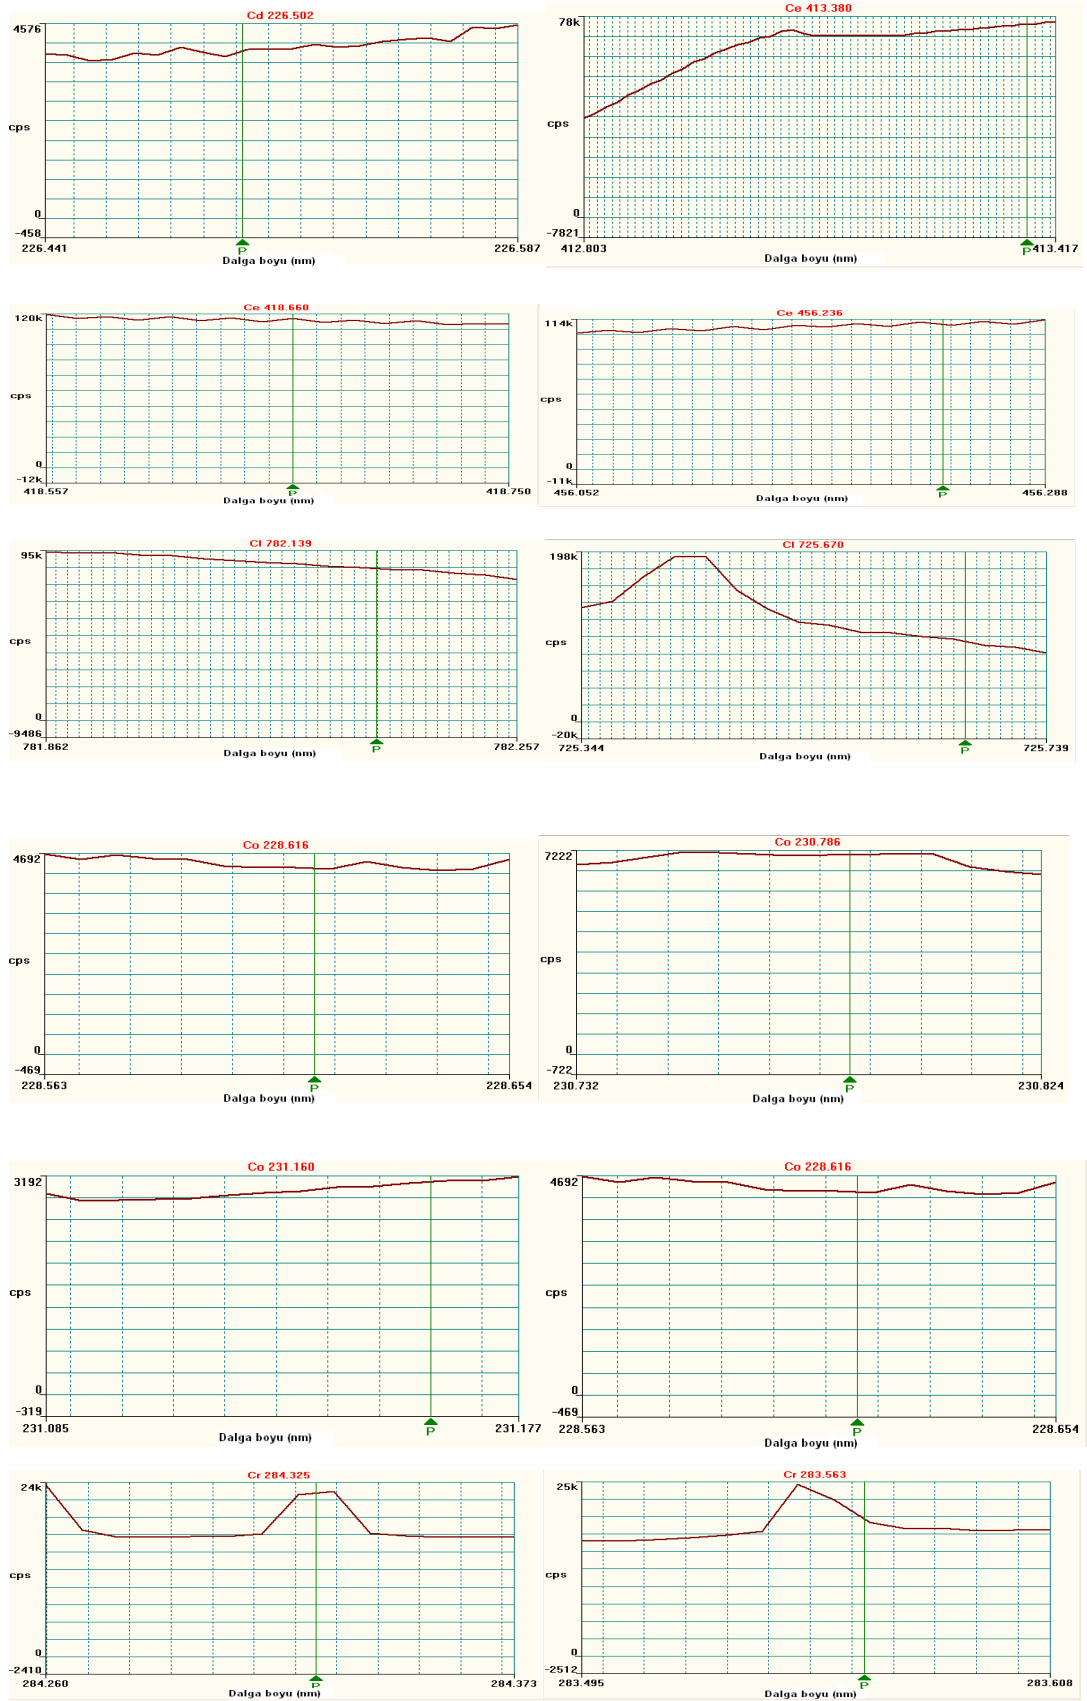 Cd 226.502
4576
cps
0
-458
226.441
P
226.587
Dalga boyu (nm)
Ce 413.380
78k
cps
0
-7821
412.803
P
413.417
Dalga boyu (nm)
Ce 418.660
120k
cps
0
-12k
418.557
P
418.750
Dalga boyu (nm)
Ce 456.236
114k
cps
0
-11k
456.052
P
456.288
Dalga boyu (nm)
Cl 782.139
95k
cps
0
-9486
781.862
P
782.257
Dalga boyu (nm)
Cl 725.670
198k
cps
0
-20k
725.344
P
725.739
Dalga boyu (nm)
Co 228.616
4692
cps
0
-469
228.563
P
228.654
Dalga boyu (nm)
Co 230.786
7222
cps
0
-722
230.732
P
230.824
Dalga boyu (nm)
Co 231.160
3192
cps
0
-319
231.085
P
231.177
Dalga boyu (nm)
Co 228.616
4692
cps
0
-469
228.563
P
228.654
Dalga boyu (nm)
Cr 284.325
24k
cps
0
-2410
284.260
P
284.373
Dalga boyu (nm)
Cr 283.563
25k
cps
0
-2512
283.495
P
283.608
Dalga boyu (nm)